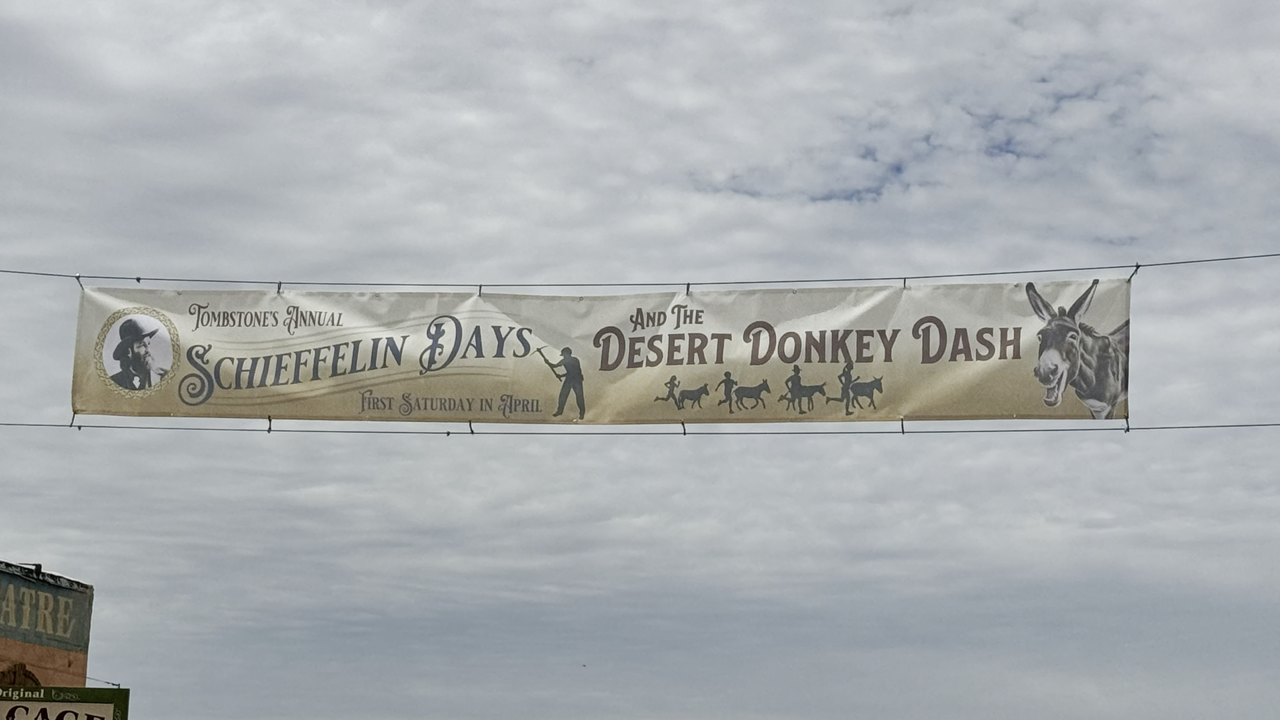 Tombstone's Annual
Schieffelin Days
First Saturday in April
And The
Desert Donkey Dash
ATRE
Original
CAGE